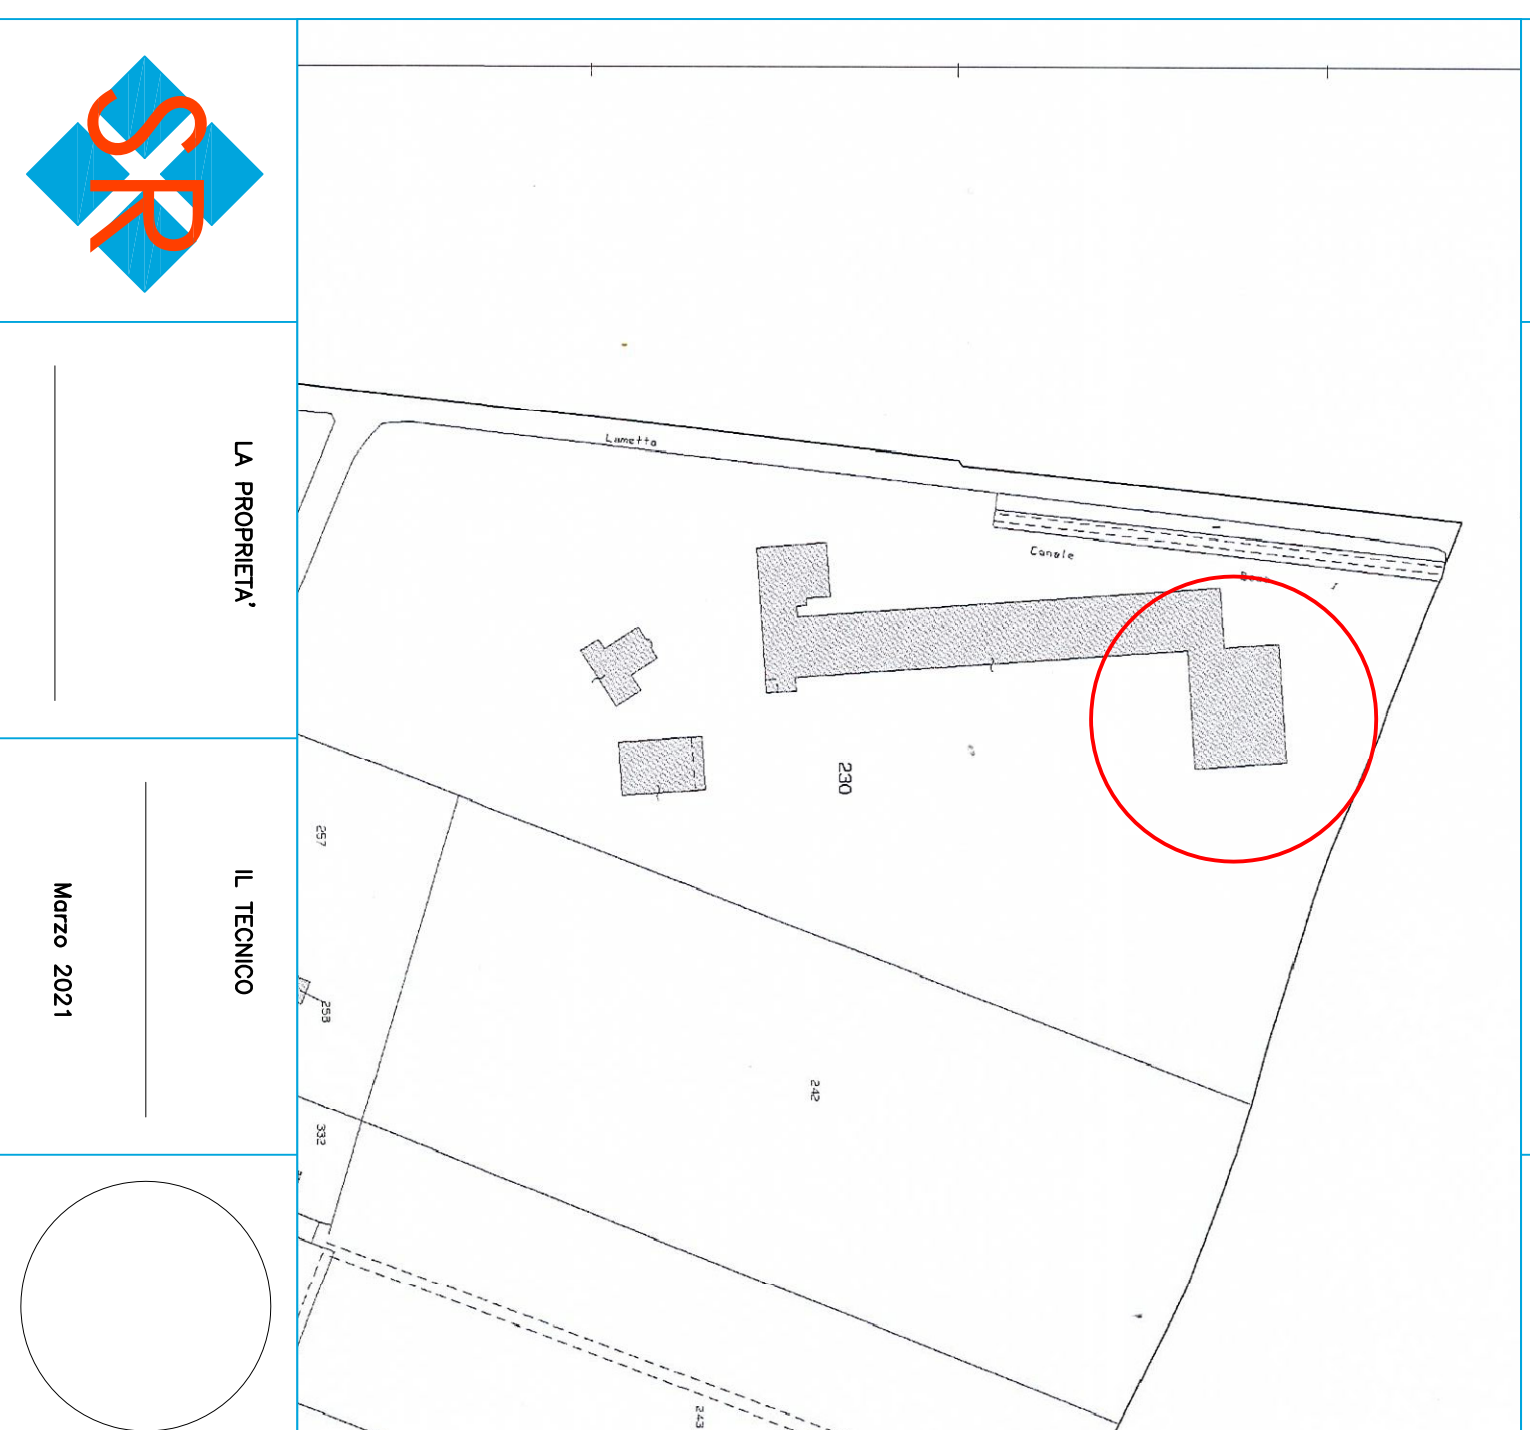 SR
LA PROPRIETA'
IL TECNICO
Marzo 2021
Lametta
Canale
I
230
257
258
242
332
243